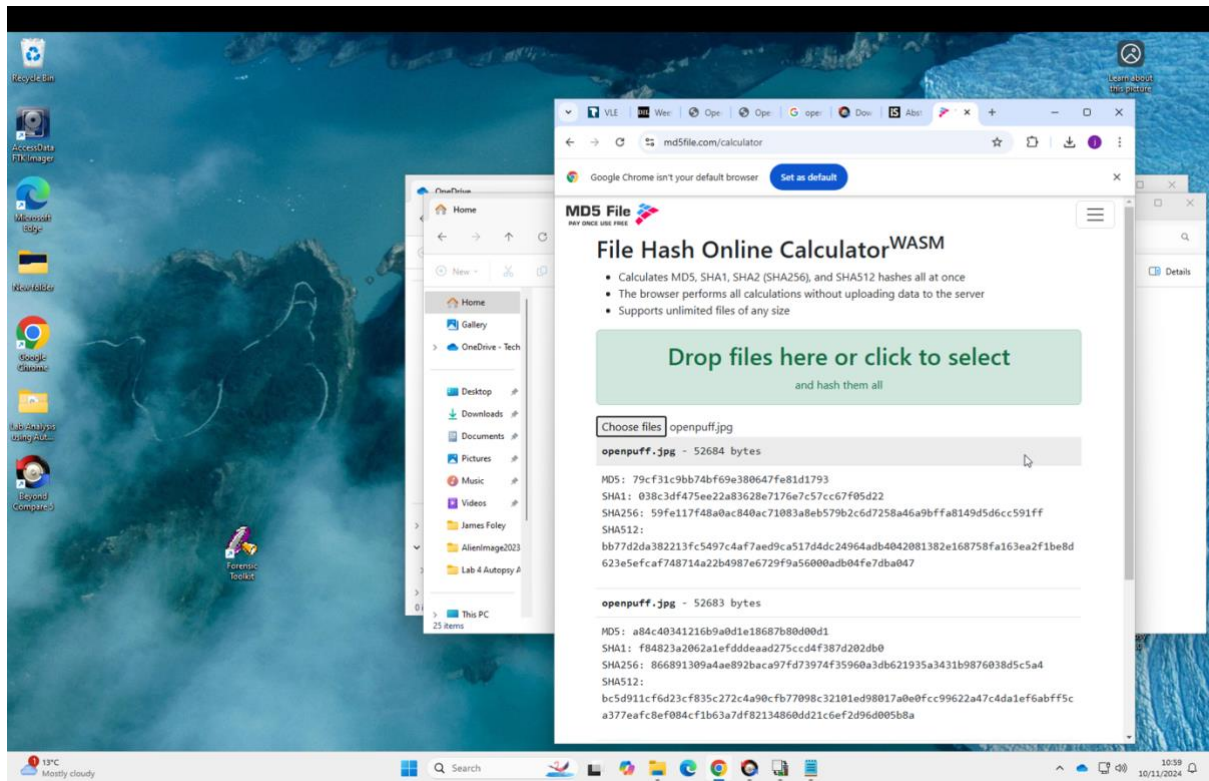 Recycle Bin
Learn about
this picture
AccessData
FTK Imager
Microsoft
Edge
New folder
Google
Chrome
Lab Analysis
using Aut...
Beyond
Compare 5
Forensic
Toolkit
OneDrive
Home
New
Home
Gallery
OneDrive - Tech
Desktop
Downloads
Documents
Pictures
Music
Videos
James Foley
AlienImage2023
Lab 4 Autopsy A
This PC
25 items
Details
VLE
Wee
Ope
Ope
oper
Dow
Abs
md5file.com/calculator
Google Chrome isn't your default browser
Set as default
MD5 File
PAY ONCE USE FREE
File Hash Online Calculator WASM
Calculates MD5, SHA1, SHA2 (SHA256), and SHA512 hashes all at once
The browser performs all calculations without uploading data to the server
Supports unlimited files of any size
Drop files here or click to select
and hash them all
Choose files openpuff.jpg
openpuff.jpg - 52684 bytes
MD5: 79cf31c9bb74bf69e380647fe81d1793
SHA1: 038c3df475ee22a83628e7176e7c57cc67f05d22
SHA256: 59fe117f48a0ac840ac71083a8eb579b2c6d7258a46a9bffa8149d5d6cc591ff
SHA512:
bb77d2da382213fc5497c4af7aed9ca517d4dc24964adb4042081382e168758fa163ea2f1be8d
623e5efcaf748714a22b4987e6729f9a56000adb04fe7dba047
openpuff.jpg - 52683 bytes
MD5: a84c40341216b9a0d1e18687b80d00d1
SHA1: f84823a2062a1efdddeaad275ccd4f387d202db0
SHA256: 866891309a4ae892baca97fd73974f35960a3db621935a3431b9876038d5c5a4
SHA512:
bc5d911cf6d23cf835c272c4a90cfb77098c32101ed98017a0e0fcc99622a47c4da1ef6abff5c
a377eafc8ef084cf1b63a7df82134860dd21c6ef2d96d005b8a
13°C
Mostly cloudy
Search
10:59
10/11/2024